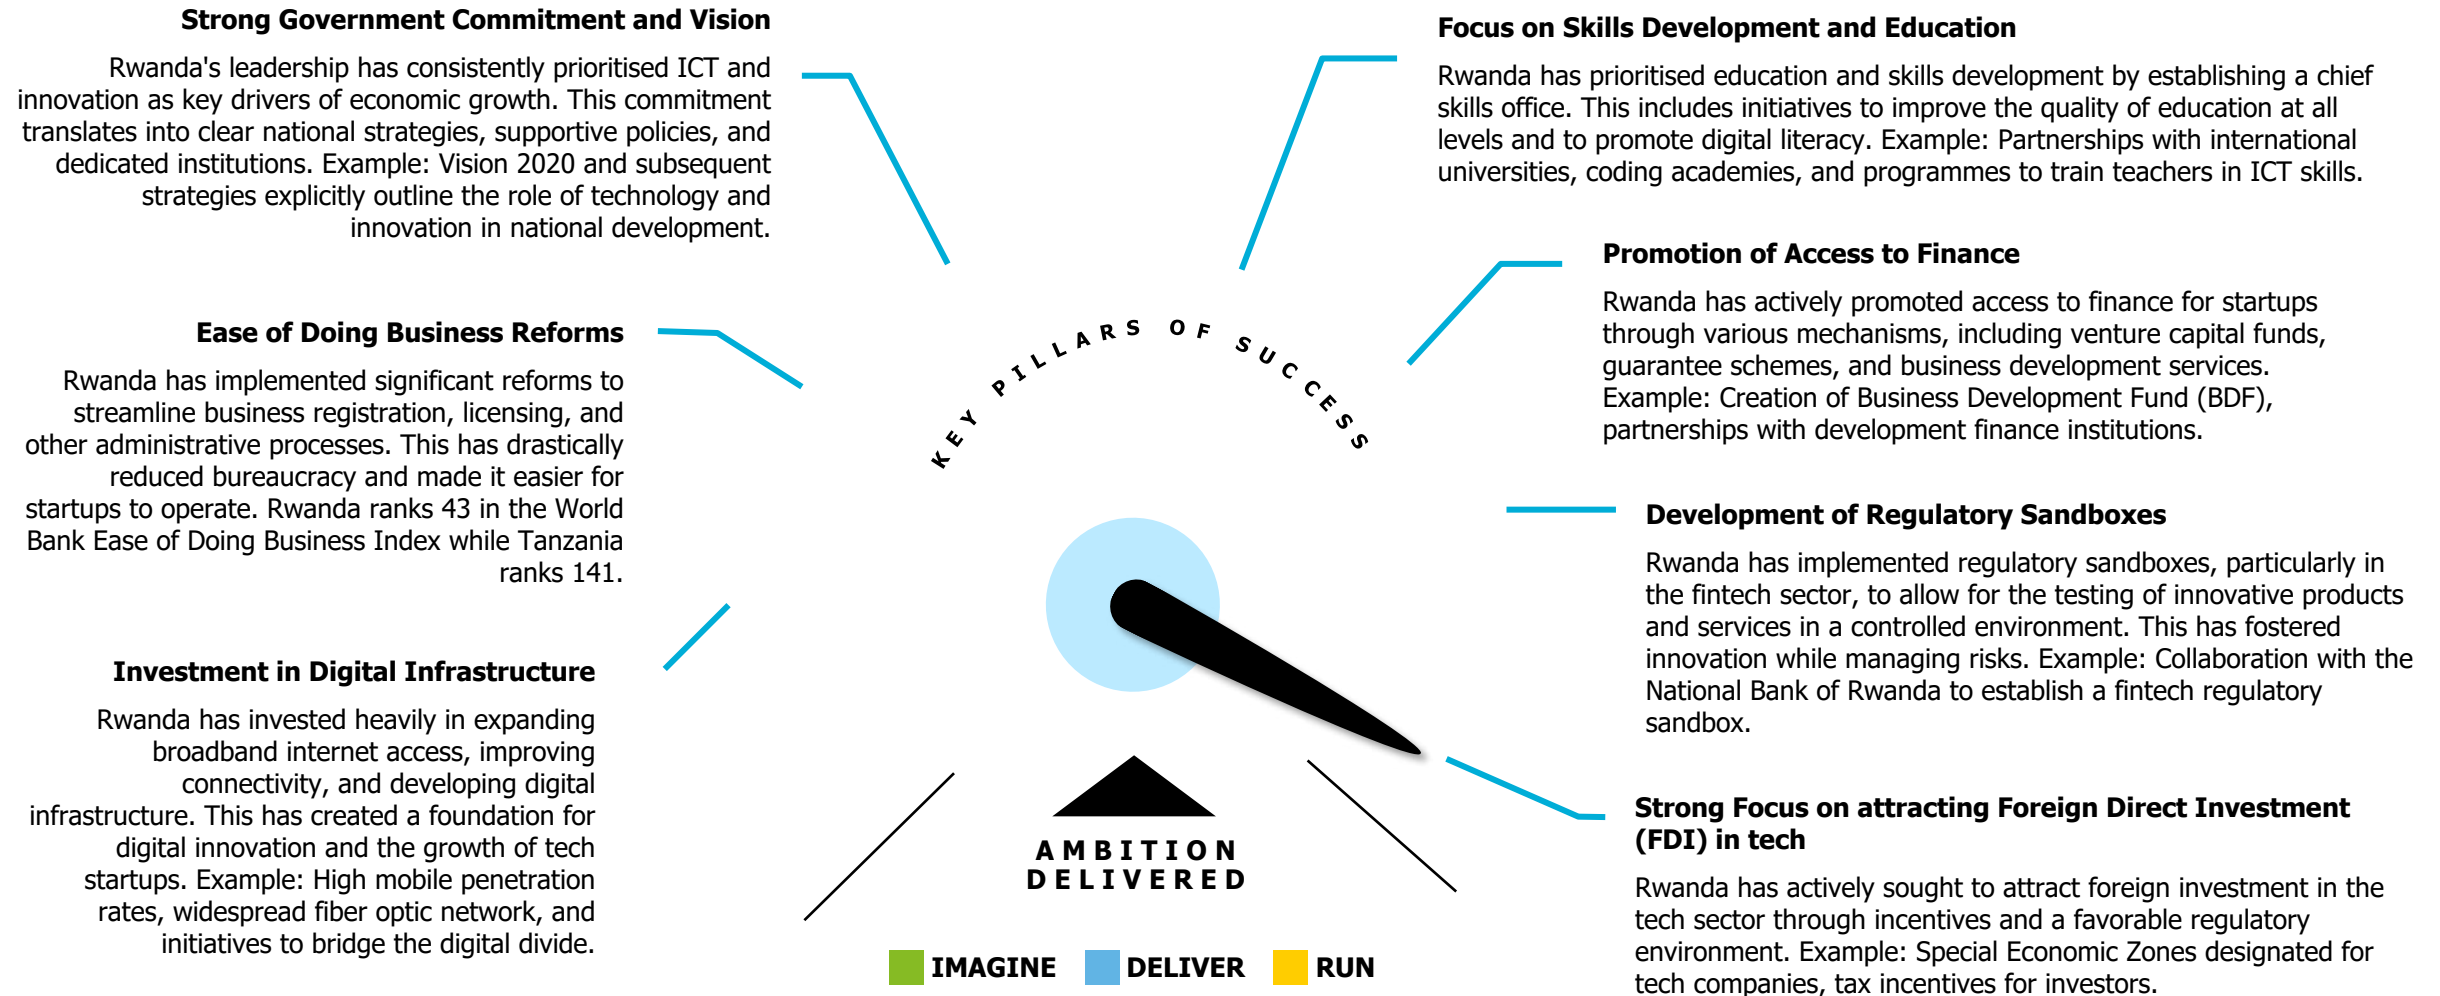 Strong Government Commitment and Vision
Rwanda's leadership has consistently prioritised ICT and
innovation as key drivers of economic growth. This commitment
translates into clear national strategies, supportive policies, and
dedicated institutions. Example: Vision 2020 and subsequent
strategies explicitly outline the role of technology and
innovation in national development.
Ease of Doing Business Reforms
Rwanda has implemented significant reforms to
streamline business registration, licensing, and
other administrative processes. This has drastically
reduced bureaucracy and made it easier for
startups to operate. Rwanda ranks 43 in the World
Bank Ease of Doing Business Index while Tanzania
ranks 141.
Investment in Digital Infrastructure
Rwanda has invested heavily in expanding
broadband internet access, improving
connectivity, and developing digital
infrastructure. This has created a foundation for
digital innovation and the growth of tech
startups. Example: High mobile penetration
rates, widespread fiber optic network, and
initiatives to bridge the digital divide.
KEY PILLARS OF SUCCESS
AMBITION
DELIVERED
IMAGINE DELIVER RUN
Focus on Skills Development and Education
Rwanda has prioritised education and skills development by establishing a chief
skills office. This includes initiatives to improve the quality of education at all
levels and to promote digital literacy. Example: Partnerships with international
universities, coding academies, and programmes to train teachers in ICT skills.
Promotion of Access to Finance
Rwanda has actively promoted access to finance for startups
through various mechanisms, including venture capital funds,
guarantee schemes, and business development services.
Example: Creation of Business Development Fund (BDF),
partnerships with development finance institutions.
Development of Regulatory Sandboxes
Rwanda has implemented regulatory sandboxes, particularly in
the fintech sector, to allow for the testing of innovative products
and services in a controlled environment. This has fostered
innovation while managing risks. Example: Collaboration with the
National Bank of Rwanda to establish a fintech regulatory
sandbox.
Strong Focus on attracting Foreign Direct Investment
(FDI) in tech
Rwanda has actively sought to attract foreign investment in the
tech sector through incentives and a favorable regulatory
environment. Example: Special Economic Zones designated for
tech companies, tax incentives for investors.